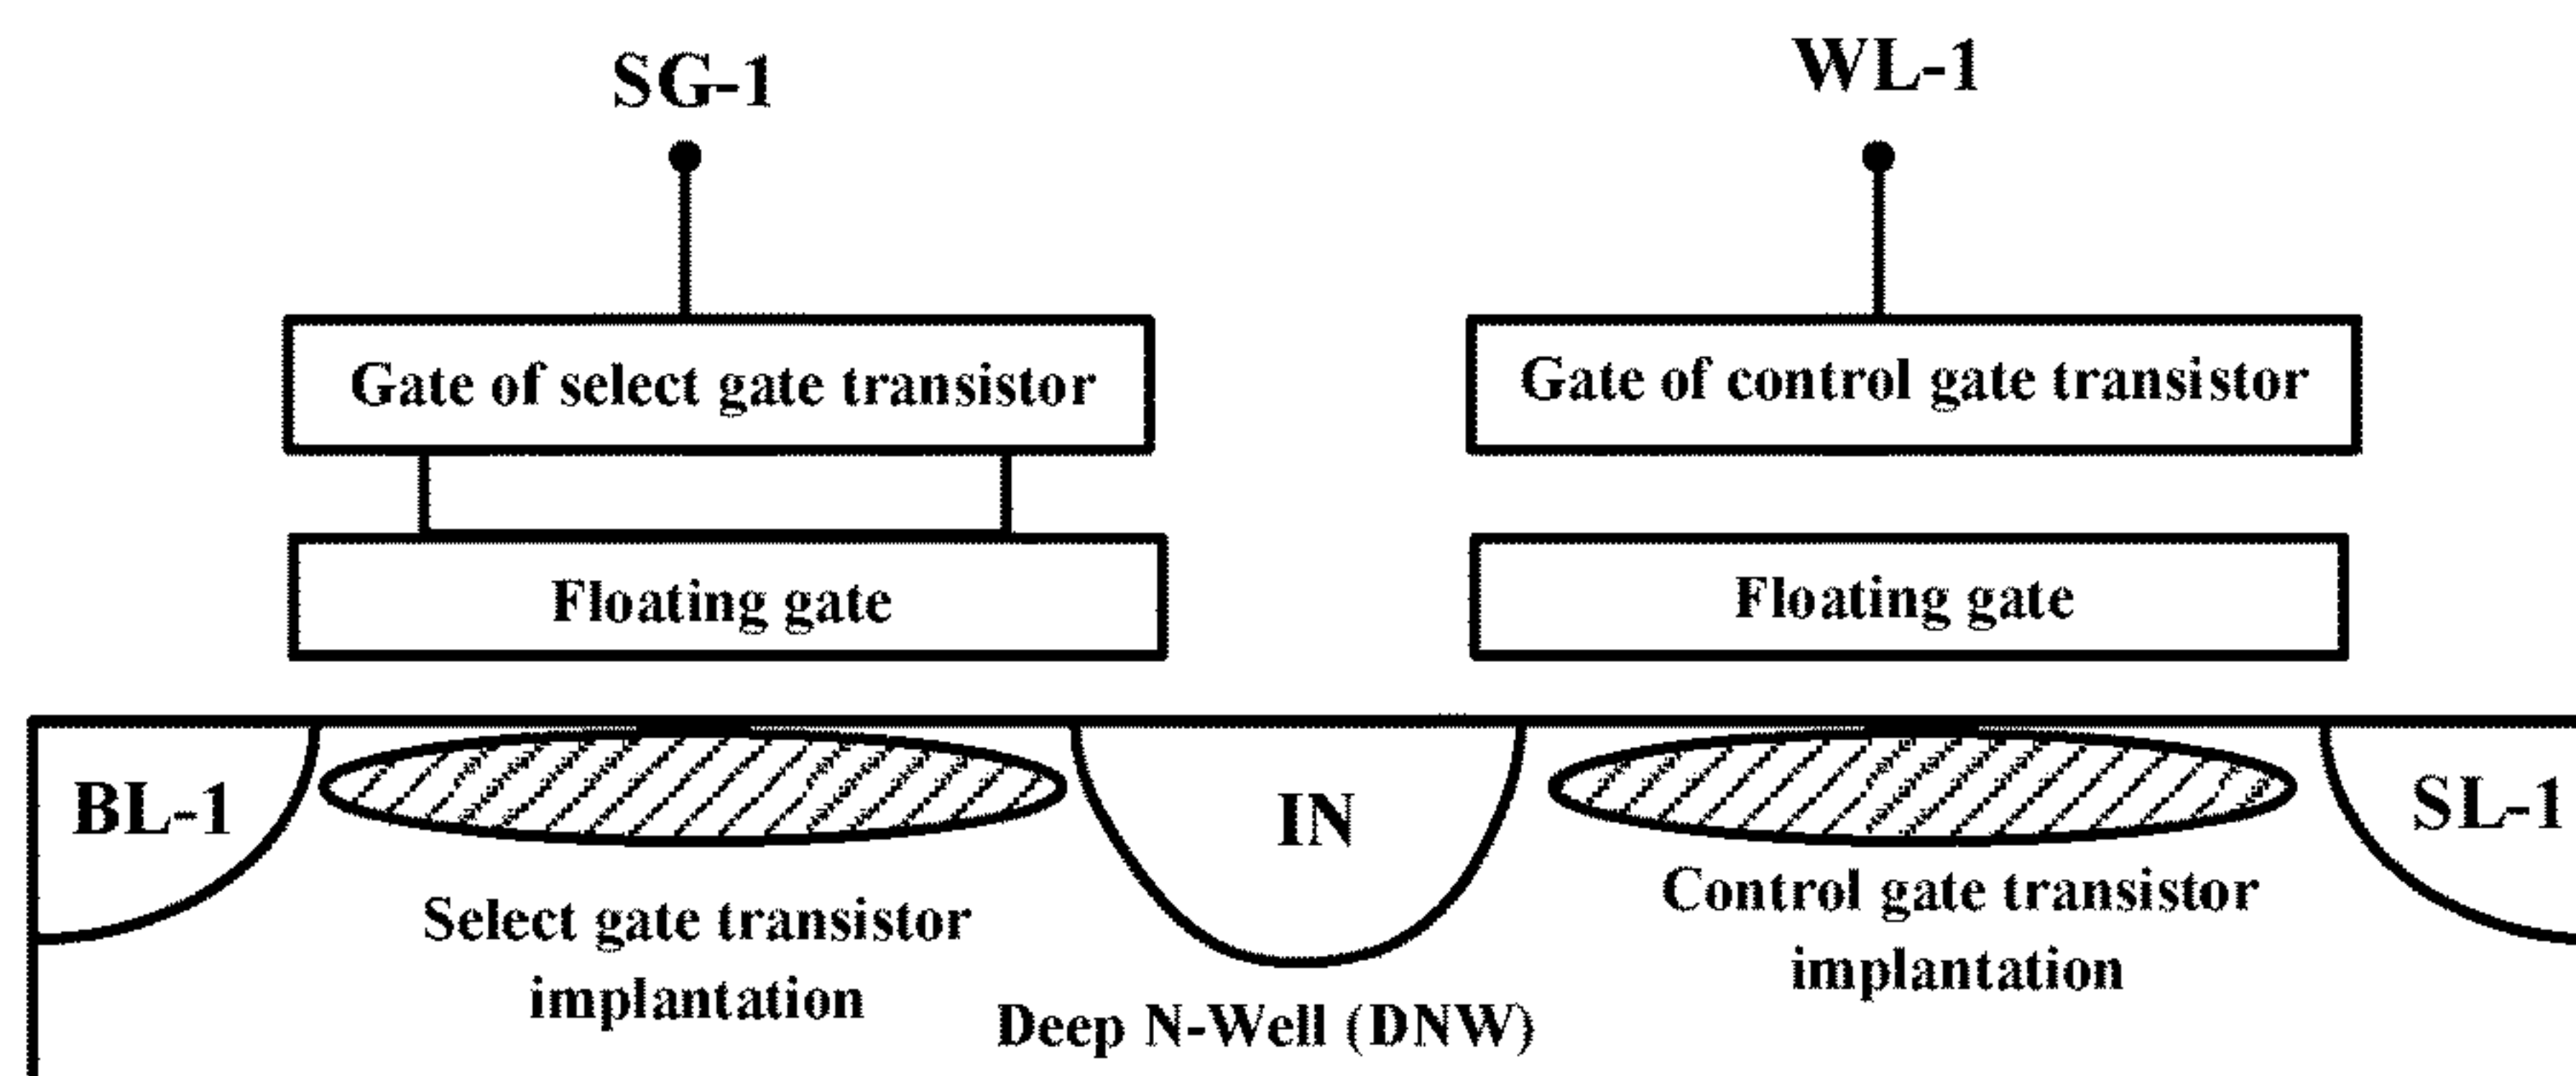 SG-1
WL-1
Gate of select gate transistor
Gate of control gate transistor
Floating gate
Floating gate
BL-1
IN
SL-1
Select gate transistor
implantation
Control gate transistor
implantation
Deep N-Well (DNW)